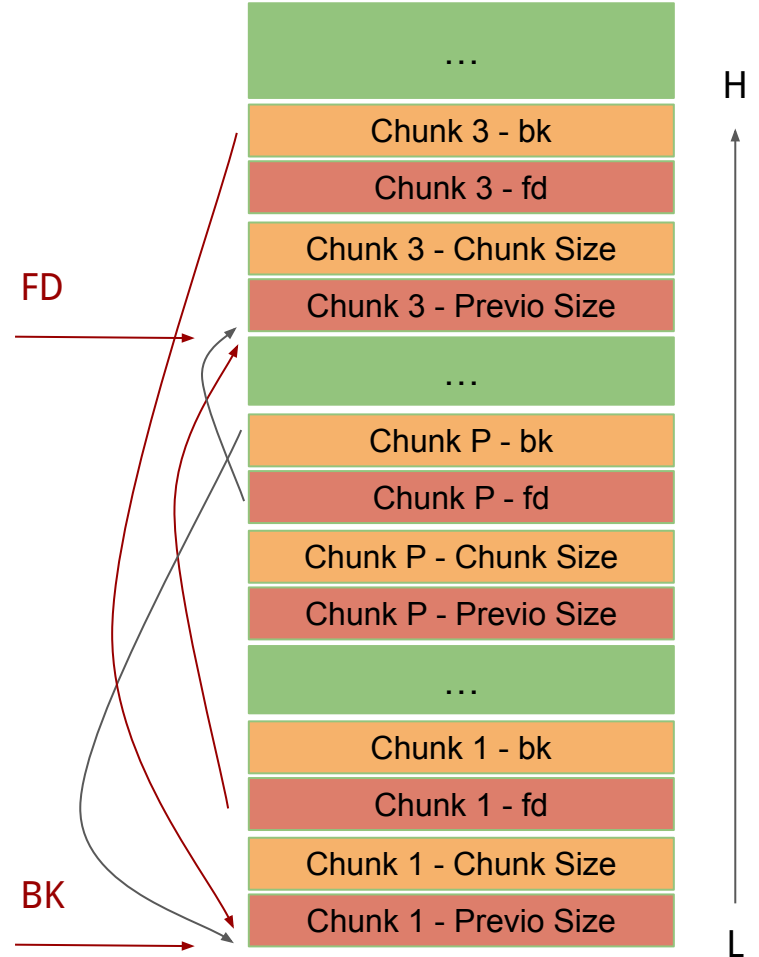 ...
H
Chunk 3 - bk
Chunk 3 - fd
Chunk 3 - Chunk Size
FD
Chunk 3 - Previo Size
...
Chunk P - bk
Chunk P - fd
Chunk P - Chunk Size
Chunk P - Previo Size
...
Chunk 1 - bk
Chunk 1 - fd
Chunk 1 - Chunk Size
BK
Chunk 1 - Previo Size
L